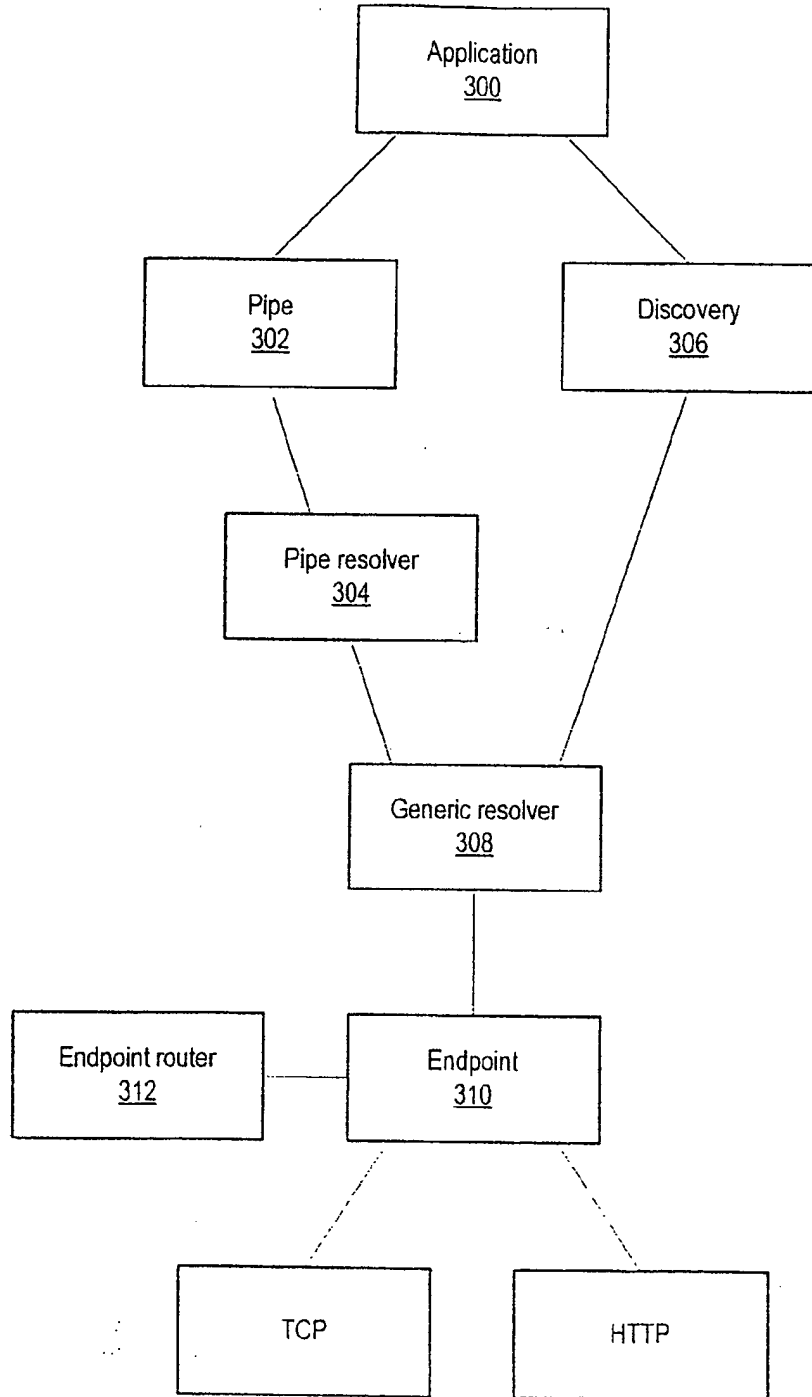 Application
300
Pipe
302
Discovery
306
Pipe resolver
304
Generic resolver
308
Endpoint router
312
Endpoint
310
TCP
HTTP